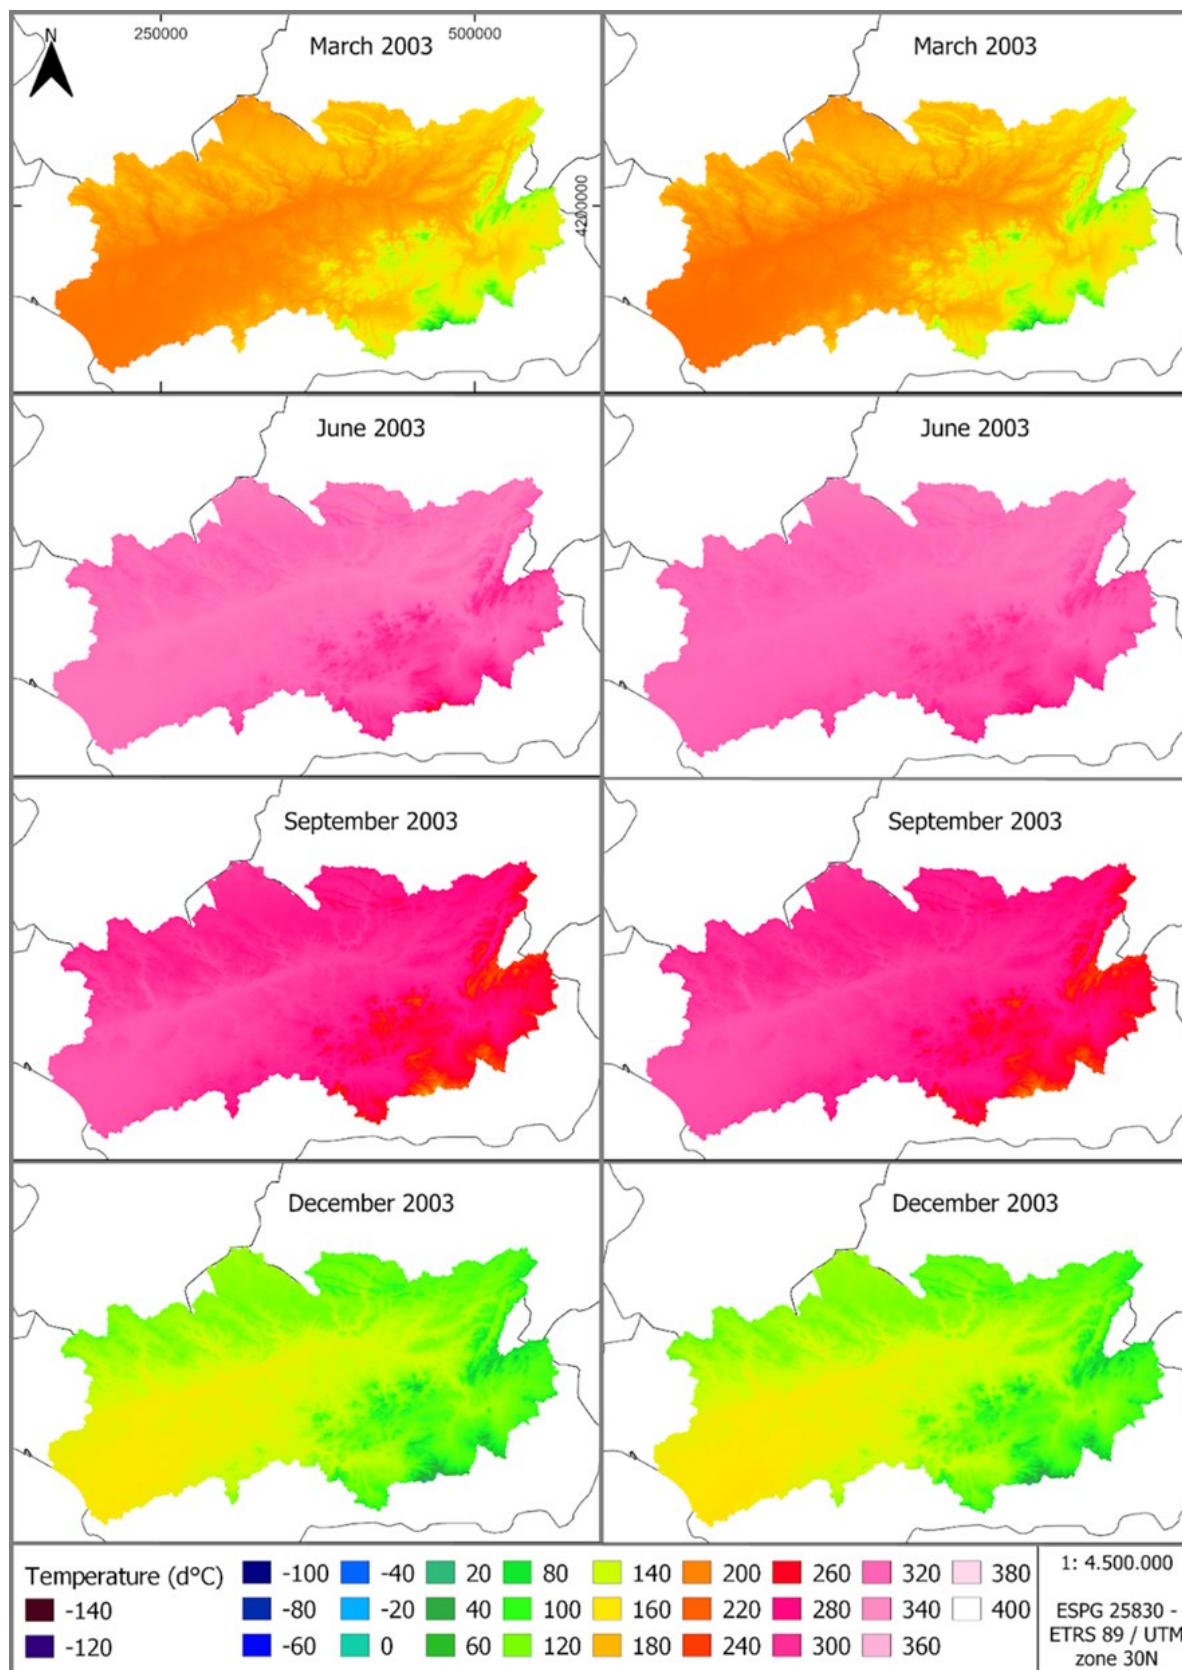 N
250000
500000
March 2003
March 2003
4200000
June 2003
June 2003
September 2003
September 2003
December 2003
December 2003
Temperature (d°C)
-140
-120
-100
-80
-60
-40
-20
0
20
40
60
80
100
120
140
160
180
200
220
240
260
280
300
320
340
360
380
400
1: 4.500.000
ESPG 25830 -
ETRS 89 / UTM
zone 30N